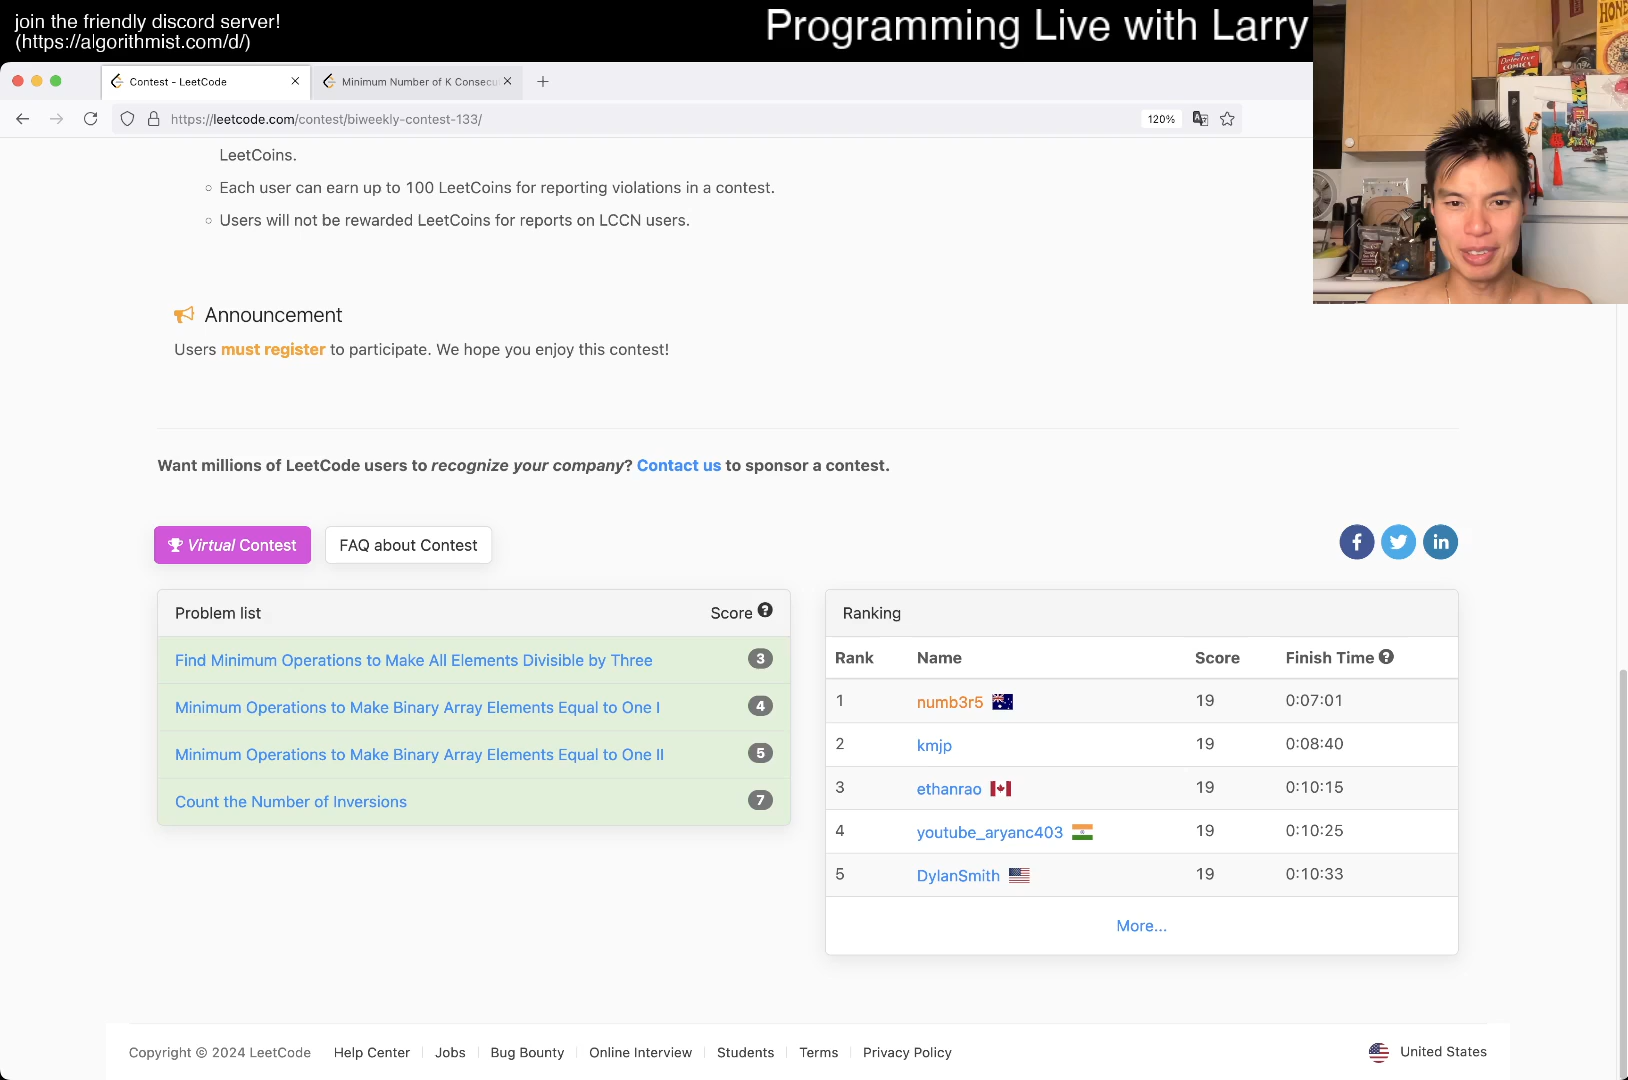 join the friendly discord server!
(https://algorithmist.com/d/)
Programming Live with Larry
Contest - LeetCode
Minimum Number of K Consecu
https://leetcode.com/contest/biweekly-contest-133/
120%
LeetCoins.
Each user can earn up to 100 LeetCoins for reporting violations in a contest.
Users will not be rewarded LeetCoins for reports on LCCN users.
Announcement
Users must register to participate. We hope you enjoy this contest!
Want millions of LeetCode users to recognize your company? Contact us to sponsor a contest.
Virtual Contest
FAQ about Contest
Problem list Score
Find Minimum Operations to Make All Elements Divisible by Three 3
Minimum Operations to Make Binary Array Elements Equal to One I 4
Minimum Operations to Make Binary Array Elements Equal to One II 5
Count the Number of Inversions 7
Ranking
Rank Name Score Finish Time
1 numb3r5 19 0:07:01
2 kmjp 19 0:08:40
3 ethanrao 19 0:10:15
4 youtube_aryanc403 19 0:10:25
5 DylanSmith 19 0:10:33
More...
Copyright © 2024 LeetCode Help Center Jobs Bug Bounty Online Interview Students Terms Privacy Policy United States